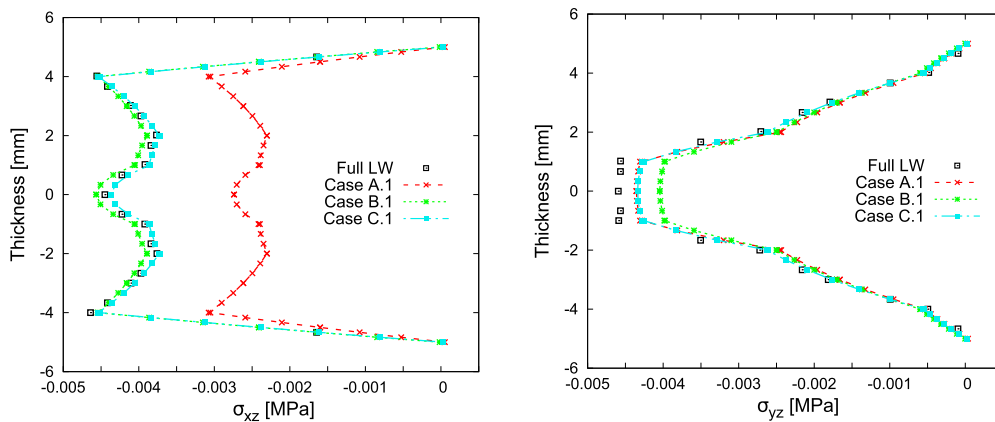 6
4
2
0
-2
-4
-6
Thickness [mm]
-0.005
-0.004
-0.003
-0.002
-0.001
0
σxz [MPa]
Full LW
Case A.1
Case B.1
Case C.1
6
4
2
0
-2
-4
-6
Thickness [mm]
-0.005
-0.004
-0.003
-0.002
-0.001
0
σyz [MPa]
Full LW
Case A.1
Case B.1
Case C.1